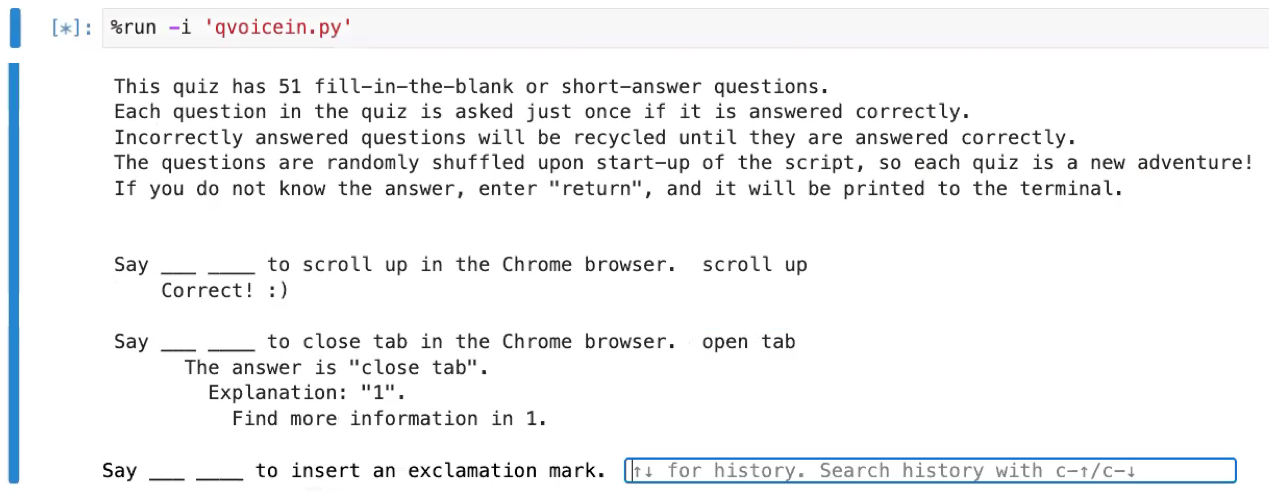 [*]: %run -i 'qvoicein.py'
This quiz has 51 fill-in-the-blank or short-answer questions.
Each question in the quiz is asked just once if it is answered correctly.
Incorrectly answered questions will be recycled until they are answered correctly.
The questions are randomly shuffled upon start-up of the script, so each quiz is a new adventure!
If you do not know the answer, enter "return", and it will be printed to the terminal.
Say ___ ____ to scroll up in the Chrome browser.  scroll up
Correct! :)
Say ___ ____ to close tab in the Chrome browser.  open tab
The answer is "close tab".
Explanation: "1".
Find more information in 1.
Say ___ ____ to insert an exclamation mark. ↑↓ for history. Search history with c-↑/c-↓